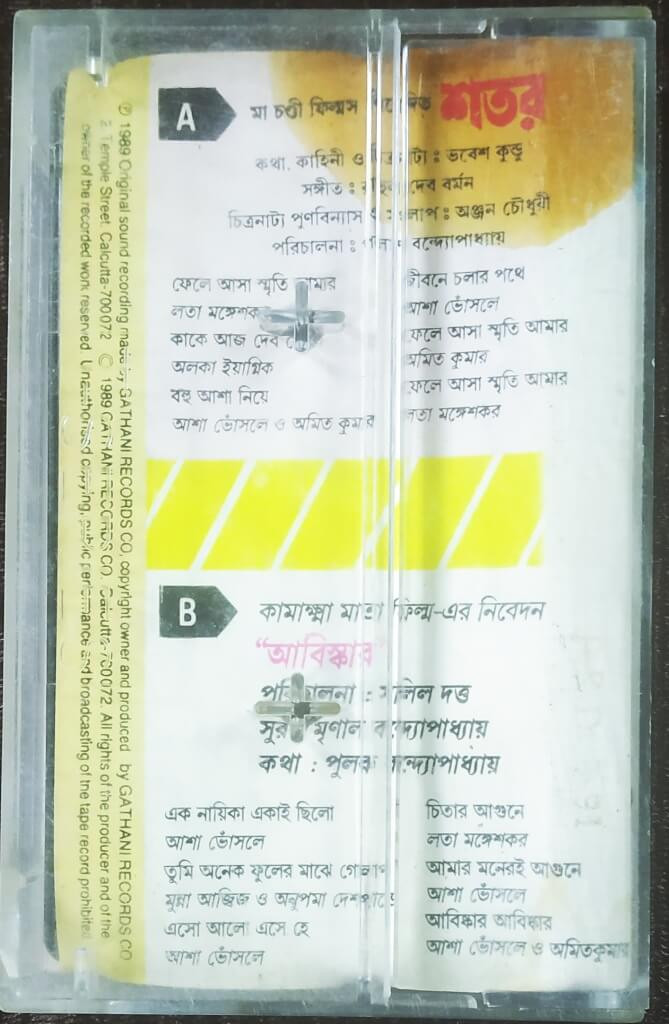 A
মা চণ্ডী ফিল্মস
শতরূপা
কথা, কাহিনী ও : ভবেশ কুন্ডু
সঙ্গীত : দেব বর্মন
চিত্রনাট্য পুণবিন্যাস : অঞ্জন চৌধুরী
পরিচালনা : বন্দ্যোপাধ্যায়
ফেলে আসা স্মৃতি আমার
লতা মঙ্গেশকর
কাকে আজ দেব
অলকা ইয়াগ্নিক
বহু আশা নিয়ে
আশা ভোঁসলে ও অমিত কুমার
জীবনে চলার পথে
আশা ভোঁসলে
ফেলে আসা স্মৃতি আমার
অমিত কুমার
ফেলে আসা স্মৃতি আমার
লতা মঙ্গেশকর
B
কামাক্ষ্মা মাতা ফিল্ম-এর নিবেদন
"আবিস্কার"
পরিচালনা : সলিল দত্ত
সুর মৃণাল বন্দ্যোপাধ্যায়
কথা : পুলক বন্দ্যোপাধ্যায়
এক নায়িকা একাই ছিলো
আশা ভোঁসলে
তুমি অনেক ফুলের মাঝে গোলাপ
মুন্না আজিজ ও অনুপমা দেশপান্ডে
এসো আলো এসে হে
আশা ভোঁসলে
চিতার আগুনে
লতা মঙ্গেশকর
আমার মনেরই আগুনে
আশা ভোঁসলে
আবিষ্কার আবিষ্কার
আশা ভোঁসলে ও অমিতকুমার
℗ 1989 Original sound recording made by GATHANI RECORDS CO, copyright owner and produced by GATHANI RECORDS CO
2 Temple Street, Calcutta-700072 © 1989 GATHANI RECORDS CO. Calcutta-700072. All rights of the producer and of the
owner of the recorded work reserved. Unauthorised copying, public performance and broadcasting of the tape record prohibited